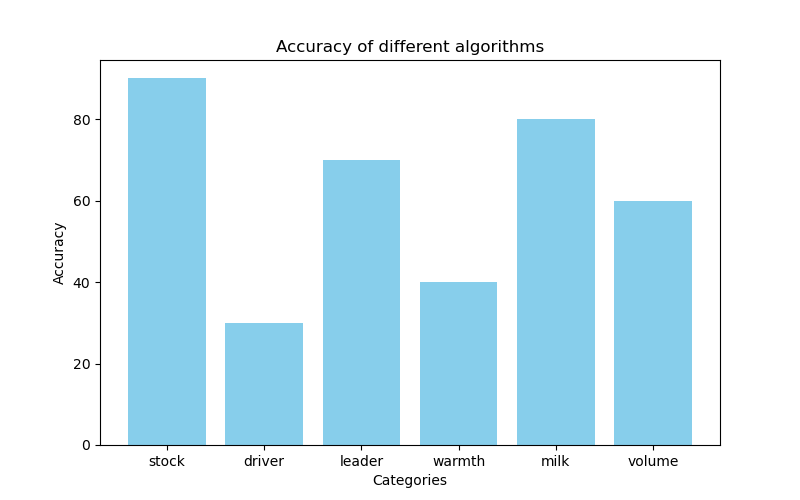 Accuracy of different algorithms
80
60
40
20
0
Accuracy
stock driver leader warmth milk volume
Categories